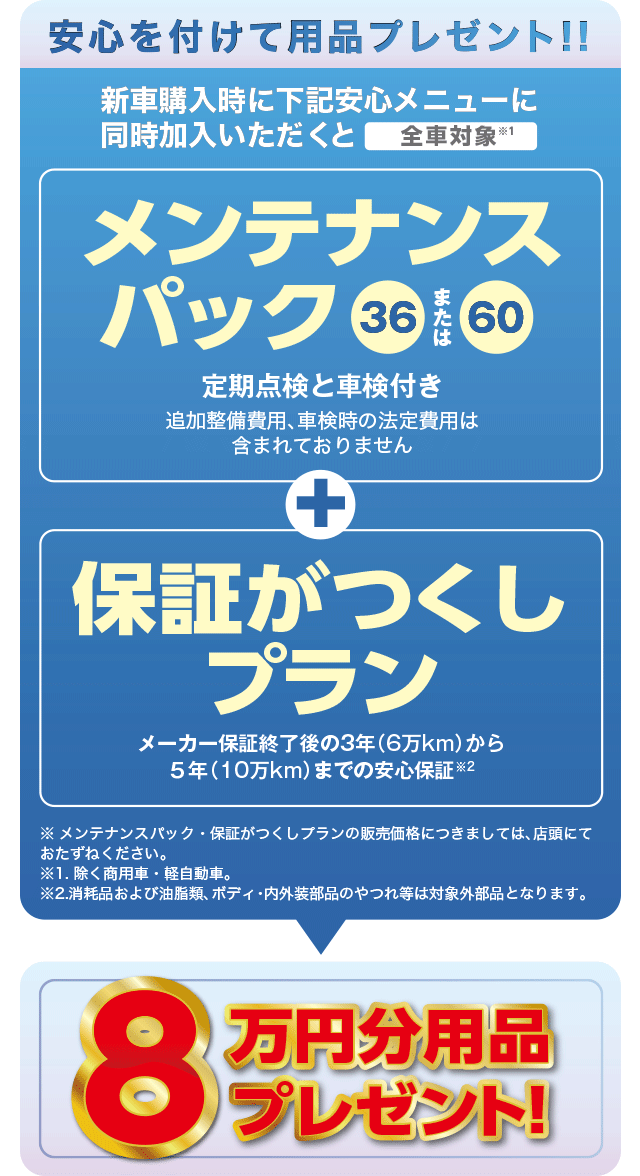 安心を付けて用品プレゼント!!
新車購入時に下記安心メニューに
同時加入いただくと 全車対象※1
メンテナンス
パック 36 または 60
定期点検と車検付き
追加整備費用、車検時の法定費用は
含まれておりません
+
保証がつくし
プラン
メーカー保証終了後の3年(6万km)から
5年(10万km)までの安心保証※2
※ メンテナンスパック・保証がつくしプランの販売価格につきましては、店頭にて
おたずねください。
※1. 除く商用車・軽自動車。
※2.消耗品および油脂類、ボディ・内外装部品のやつれ等は対象外部品となります。
8万円分用品
プレゼント!